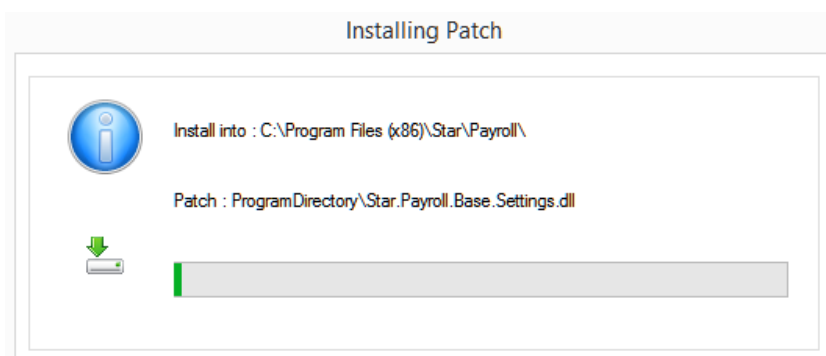 Installing Patch
Install into : C:\Program Files (x86)\Star\Payroll\
Patch : ProgramDirectory\Star.Payroll.Base.Settings.dll